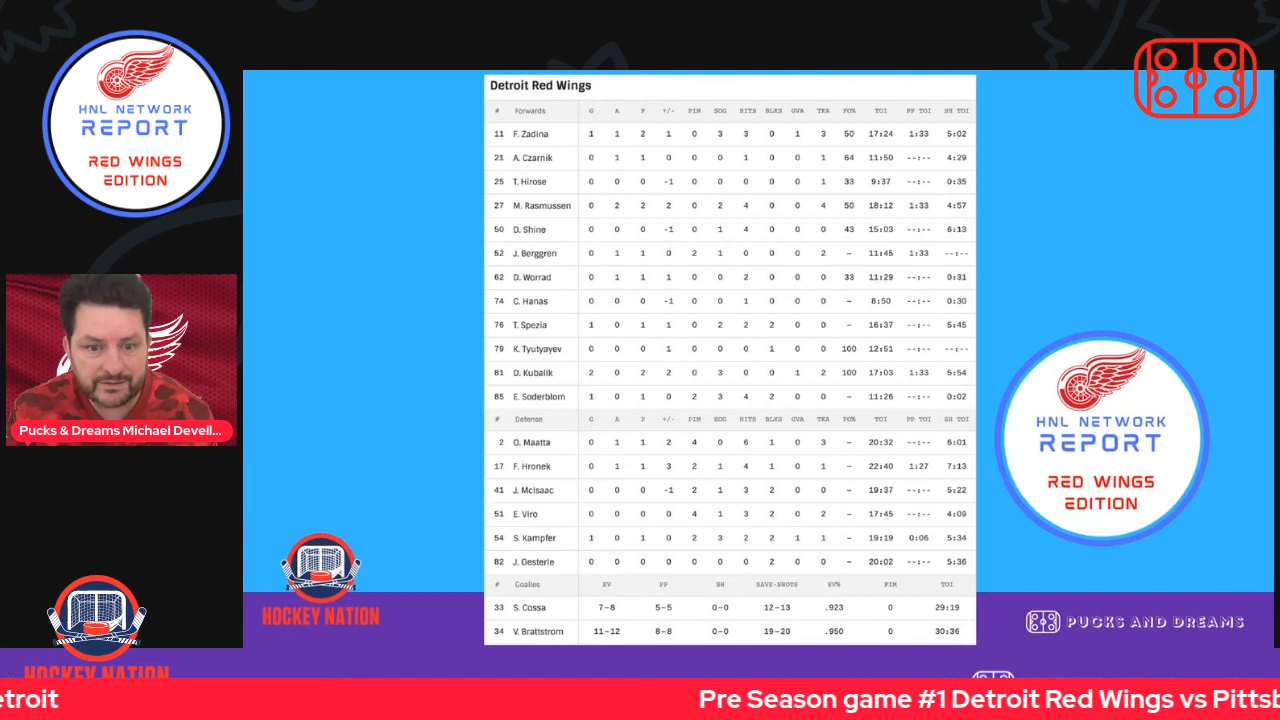 HNL NETWORK
REPORT
RED WINGS
EDITION
Pucks & Dreams Michael Devell...
HOCKEY NATION
Detroit Red Wings
# Forwards G A P +/- PIM SOG HITS BLKS GVA TKA FO% TOI PP TOI SH TOI
11 F. Zadina 1 1 2 1 0 3 3 0 1 3 50 17:24 1:33 5:02
21 A. Czarnik 0 1 1 0 0 0 1 0 0 1 64 11:50 --:-- 4:29
25 T. Hirose 0 0 0 -1 0 0 0 0 0 1 33 9:37 --:-- 0:35
27 M. Rasmussen 0 2 2 2 0 2 4 0 0 4 50 18:12 1:33 4:57
50 D. Shine 0 0 0 -1 0 1 4 0 0 0 43 15:03 --:-- 6:13
52 J. Berggren 0 1 1 0 2 1 0 0 0 2 – 11:45 1:33 --:--
62 D. Worrad 0 1 1 1 0 0 2 0 0 0 33 11:29 --:-- 0:31
74 C. Hanas 0 0 0 -1 0 0 1 0 0 0 – 8:50 --:-- 0:30
76 T. Spezia 1 0 1 1 0 2 2 2 0 0 – 16:37 --:-- 5:45
79 K. Tyutyayev 0 0 0 1 0 0 0 1 0 0 100 12:51 --:-- --:--
81 D. Kubalik 2 0 2 2 0 3 0 0 1 2 100 17:03 1:33 5:54
85 E. Soderblom 1 0 1 0 2 3 4 2 0 0 – 11:26 --:-- 0:02
# Defense G A P +/- PIM SOG HITS BLKS GVA TKA FO% TOI PP TOI SH TOI
2 O. Maatta 0 1 1 2 4 0 6 1 0 3 – 20:32 --:-- 6:01
17 F. Hronek 0 1 1 3 2 1 4 1 0 1 – 22:40 1:27 7:13
41 J. McIsaac 0 0 0 -1 2 1 3 2 0 0 – 19:37 --:-- 5:22
51 E. Viro 0 0 0 0 4 1 3 2 0 2 – 17:45 --:-- 4:09
54 S. Kampfer 1 0 1 0 2 3 2 2 1 1 – 19:19 0:06 5:34
82 J. Oesterle 0 0 0 0 0 0 0 2 0 0 – 20:02 --:-- 5:36
# Goalies EV PP SH SAVE-SHOTS SV% PIM TOI
33 S. Cossa 7–8 5–5 0–0 12–13 .923 0 29:19
34 V. Brattstrom 11–12 8–8 0–0 19–20 .950 0 30:36
HOCKEY NATION
HNL NETWORK
REPORT
RED WINGS
EDITION
PUCKS AND DREAMS
etroit
Pre Season game #1 Detroit Red Wings vs Pittsb